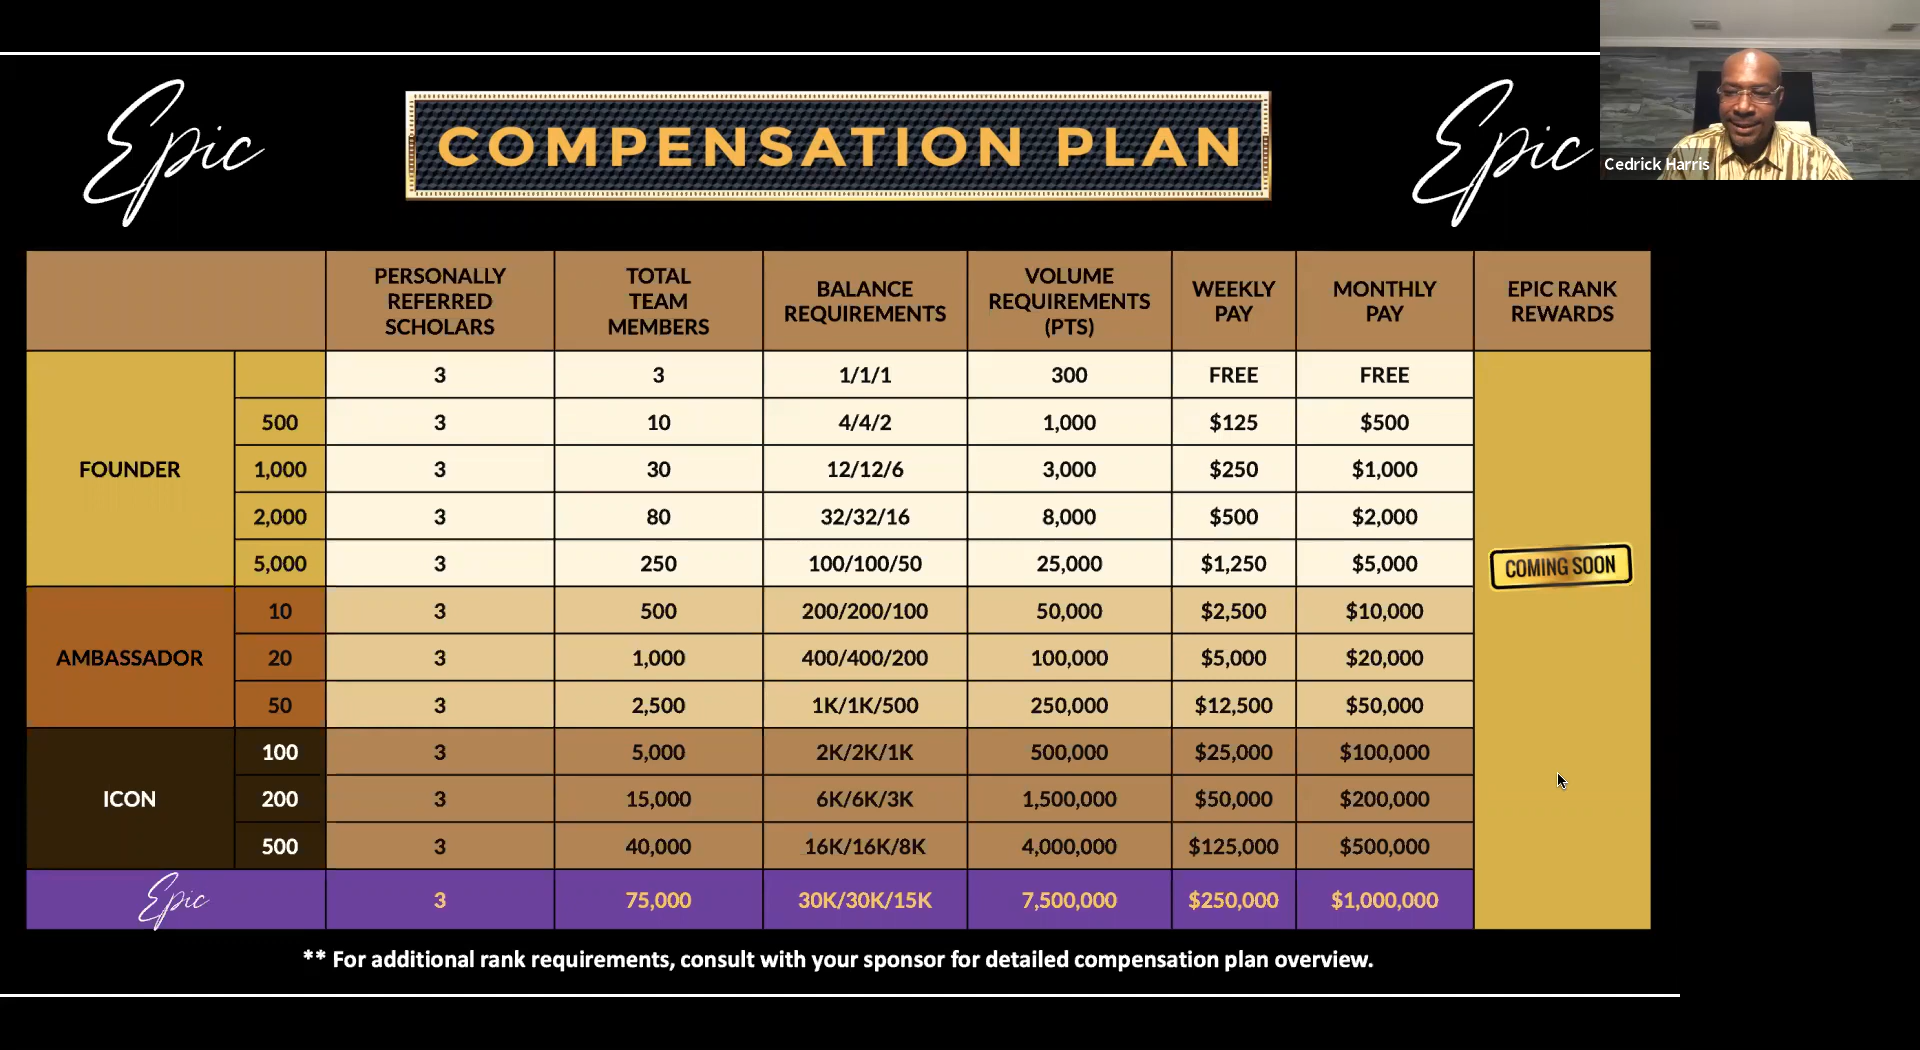 Epic
COMPENSATION PLAN
Epic
Cedrick Harris
PERSONALLY REFERRED SCHOLARS TOTAL TEAM MEMBERS BALANCE REQUIREMENTS VOLUME REQUIREMENTS (PTS) WEEKLY PAY MONTHLY PAY EPIC RANK REWARDS
3 3 1/1/1 300 FREE FREE
500 3 10 4/4/2 1,000 $125 $500
FOUNDER 1,000 3 30 12/12/6 3,000 $250 $1,000
2,000 3 80 32/32/16 8,000 $500 $2,000
5,000 3 250 100/100/50 25,000 $1,250 $5,000 COMING SOON
10 3 500 200/200/100 50,000 $2,500 $10,000
AMBASSADOR 20 3 1,000 400/400/200 100,000 $5,000 $20,000
50 3 2,500 1K/1K/500 250,000 $12,500 $50,000
100 3 5,000 2K/2K/1K 500,000 $25,000 $100,000
ICON 200 3 15,000 6K/6K/3K 1,500,000 $50,000 $200,000
500 3 40,000 16K/16K/8K 4,000,000 $125,000 $500,000
Epic 3 75,000 30K/30K/15K 7,500,000 $250,000 $1,000,000
** For additional rank requirements, consult with your sponsor for detailed compensation plan overview.